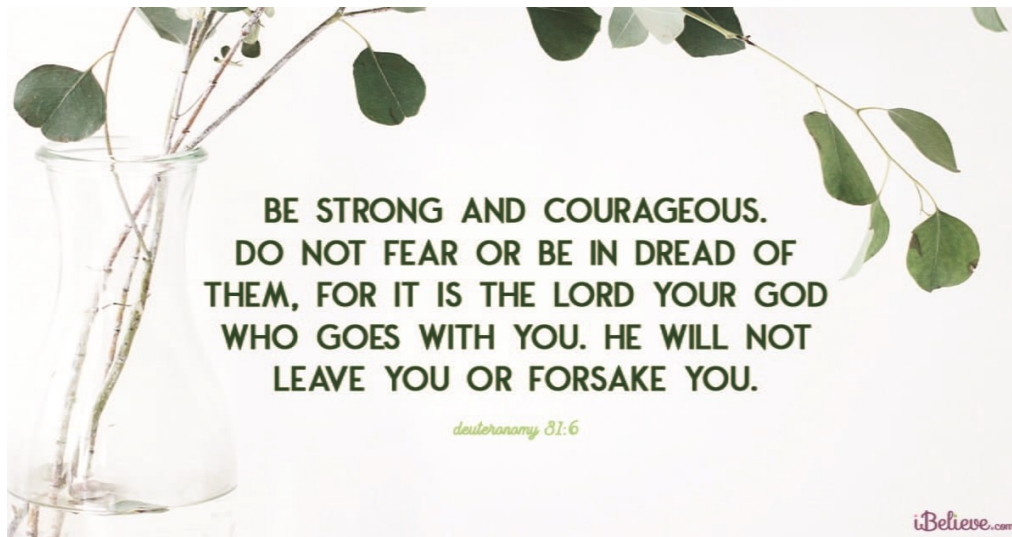 BE STRONG AND COURAGEOUS.
DO NOT FEAR OR BE IN DREAD OF
THEM, FOR IT IS THE LORD YOUR GOD
WHO GOES WITH YOU. HE WILL NOT
LEAVE YOU OR FORSAKE YOU.
deuteronomy 31:6
iBelieve.com